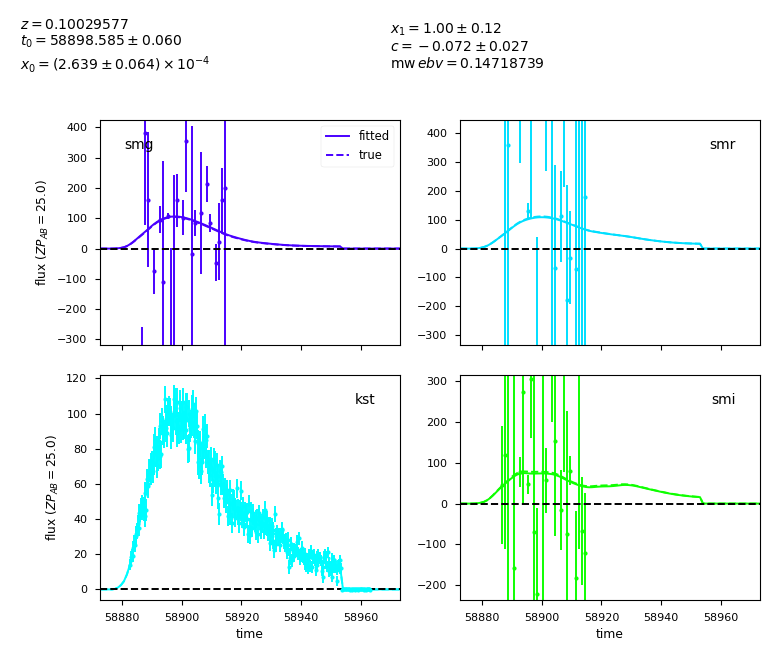 z = 0.10029577
t₀ = 58898.585 ± 0.060
x₀ = (2.639 ± 0.064) × 10⁻⁴
x₁ = 1.00 ± 0.12
c = −0.072 ± 0.027
mw ebv = 0.14718739
smg
fitted
true
400
300
200
100
0
−100
−200
−300
flux (ZP_AB = 25.0)
smr
400
300
200
100
0
−100
−200
−300
kst
120
100
80
60
40
20
0
flux (ZP_AB = 25.0)
58880 58900 58920 58940 58960
time
smi
300
200
100
0
−100
−200
58880 58900 58920 58940 58960
time